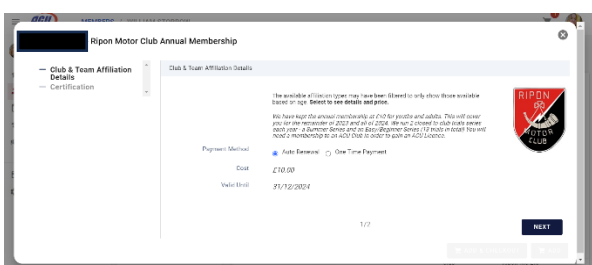 ACU MEMBERS
Ripon Motor Club Annual Membership
Club & Team Affiliation
Details
Certification
Club & Team Affiliation Details
The available affiliation types may have been filtered to only show those available
based on age. Select to see details and price.
We have kept the annual membership at £10 for youths and adults. This will cover
you for the remainder of 2023 and all of 2024. We run 2 closed to club trials series
each year - a Summer Series and an Easy/Beginner Series (13 trials in total) You will
need a membership to an ACU Club in order to gain an ACU Licence.
RIPON
MOTOR
CLUB
Payment Method
Auto Renewal One Time Payment
Cost
£10.00
Valid Until
31/12/2024
1/2
NEXT